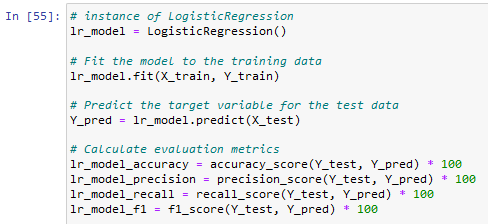 In [55]: # instance of LogisticRegression
lr_model = LogisticRegression()
# Fit the model to the training data
lr_model.fit(X_train, Y_train)
# Predict the target variable for the test data
Y_pred = lr_model.predict(X_test)
# Calculate evaluation metrics
lr_model_accuracy = accuracy_score(Y_test, Y_pred) * 100
lr_model_precision = precision_score(Y_test, Y_pred) * 100
lr_model_recall = recall_score(Y_test, Y_pred) * 100
lr_model_f1 = f1_score(Y_test, Y_pred) * 100